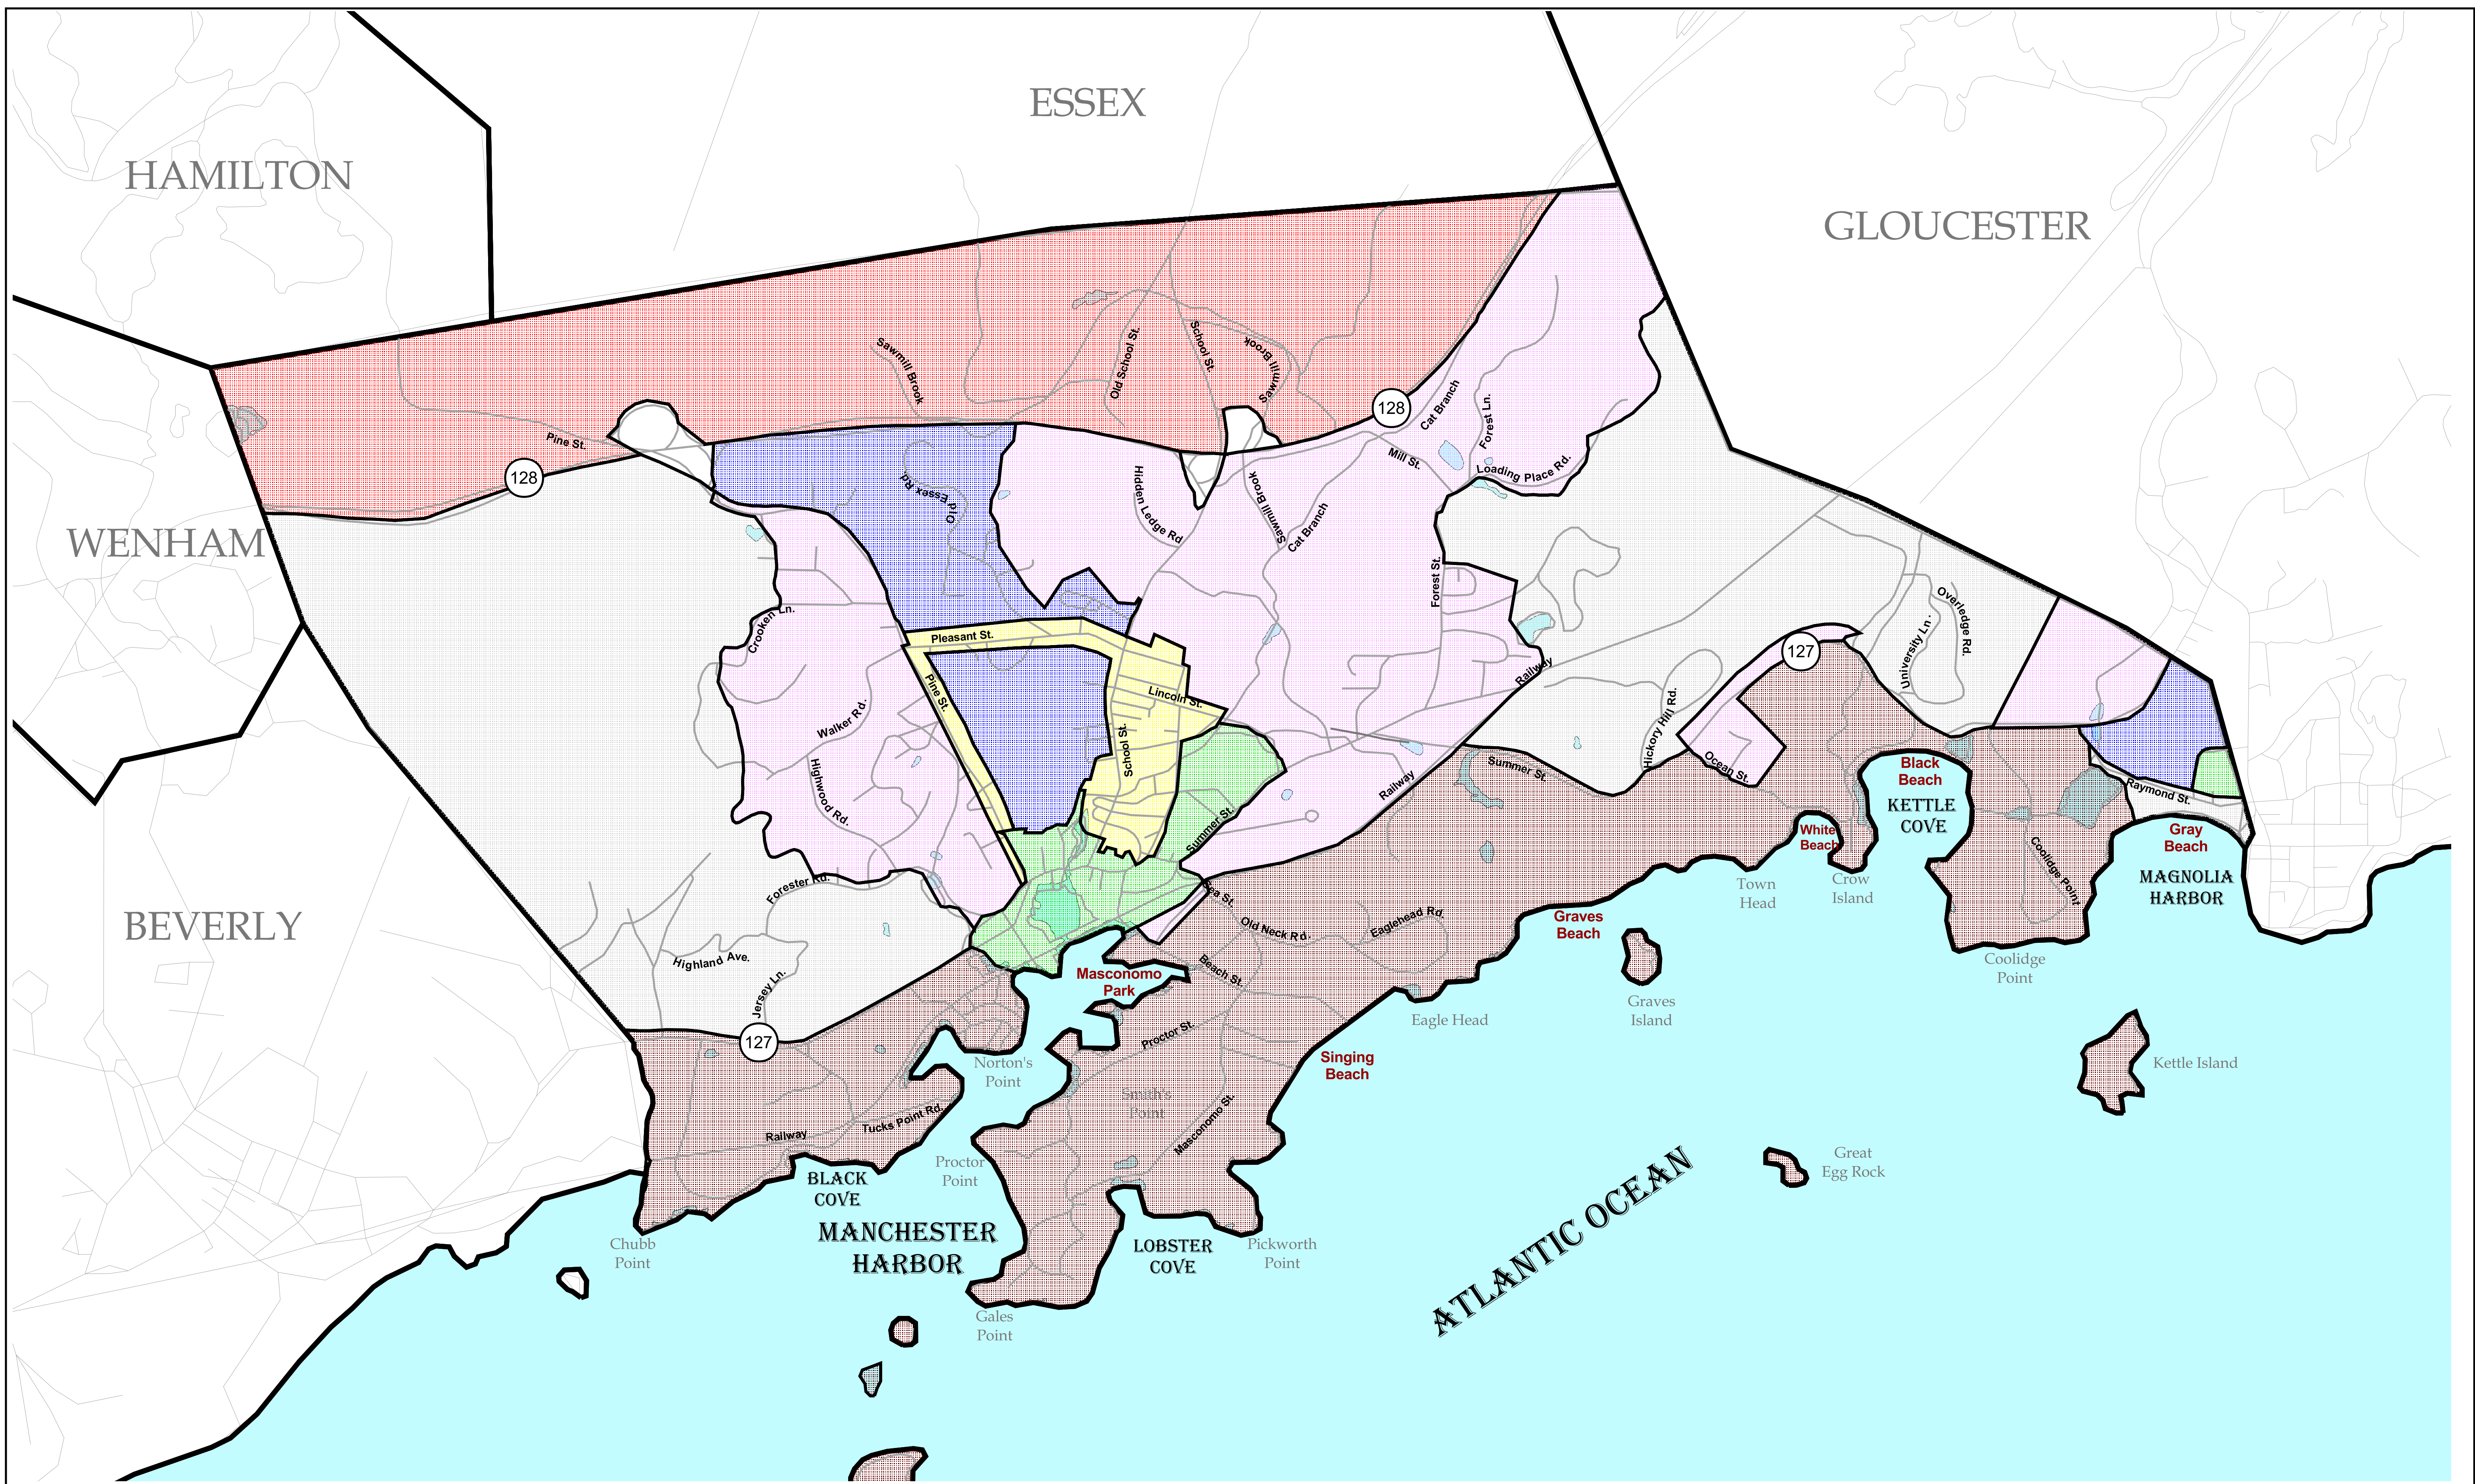 ESSEX
HAMILTON
GLOUCESTER
WENHAM
BEVERLY
Sawmill Brook
Old School St.
School St.
Sawmill Brook
128
Cat Branch
Forest Ln.
Pine St.
128
Mill St.
Loading Place Rd.
Old Essex Rd
Hidden Ledge Rd
Sawmill Brook
Cat Branch
Forest St.
Crooken Ln.
Pleasant St.
Overledge Rd.
University Ln.
127
Railway
Pine St.
Lincoln St.
Walker Rd.
School St.
Hickory Hill Rd.
Highwood Rd.
Summer St.
Ocean St.
Railway
Black
Beach
Raymond St.
KETTLE
COVE
Summer St.
White
Beach
Gray
Beach
Coolidge Point
Forester Rd.
Sea St.
Town
Head
Crow
Island
MAGNOLIA
HARBOR
Old Neck Rd.
Eaglehead Rd.
Graves
Beach
Highland Ave.
Jersey Ln.
Masconomo
Park
Beach St.
Coolidge
Point
Graves
Island
Eagle Head
127
Proctor St.
Norton's
Point
Singing
Beach
Kettle Island
Smith's
Point
Tucks Point Rd.
Railway
Masconomo St.
Proctor
Point
Great
Egg Rock
BLACK
COVE
MANCHESTER
HARBOR
LOBSTER
COVE
Chubb
Point
Pickworth
Point
ATLANTIC OCEAN
Gales
Point